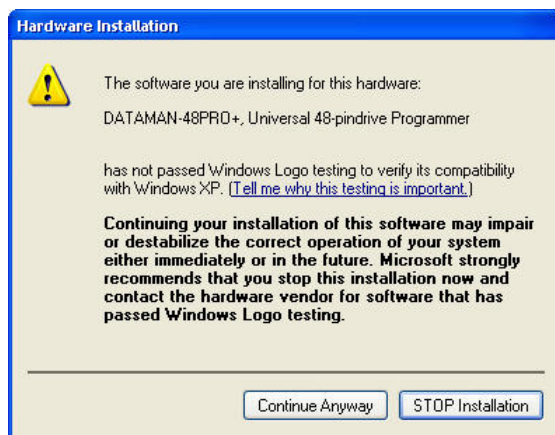 Hardware Installation
The software you are installing for this hardware:
DATAMAN-48PRO+, Universal 48-pindrive Programmer
has not passed Windows Logo testing to verify its compatibility
with Windows XP. (Tell me why this testing is important.)
Continuing your installation of this software may impair
or destabilize the correct operation of your system
either immediately or in the future. Microsoft strongly
recommends that you stop this installation now and
contact the hardware vendor for software that has
passed Windows Logo testing.
Continue Anyway
STOP Installation